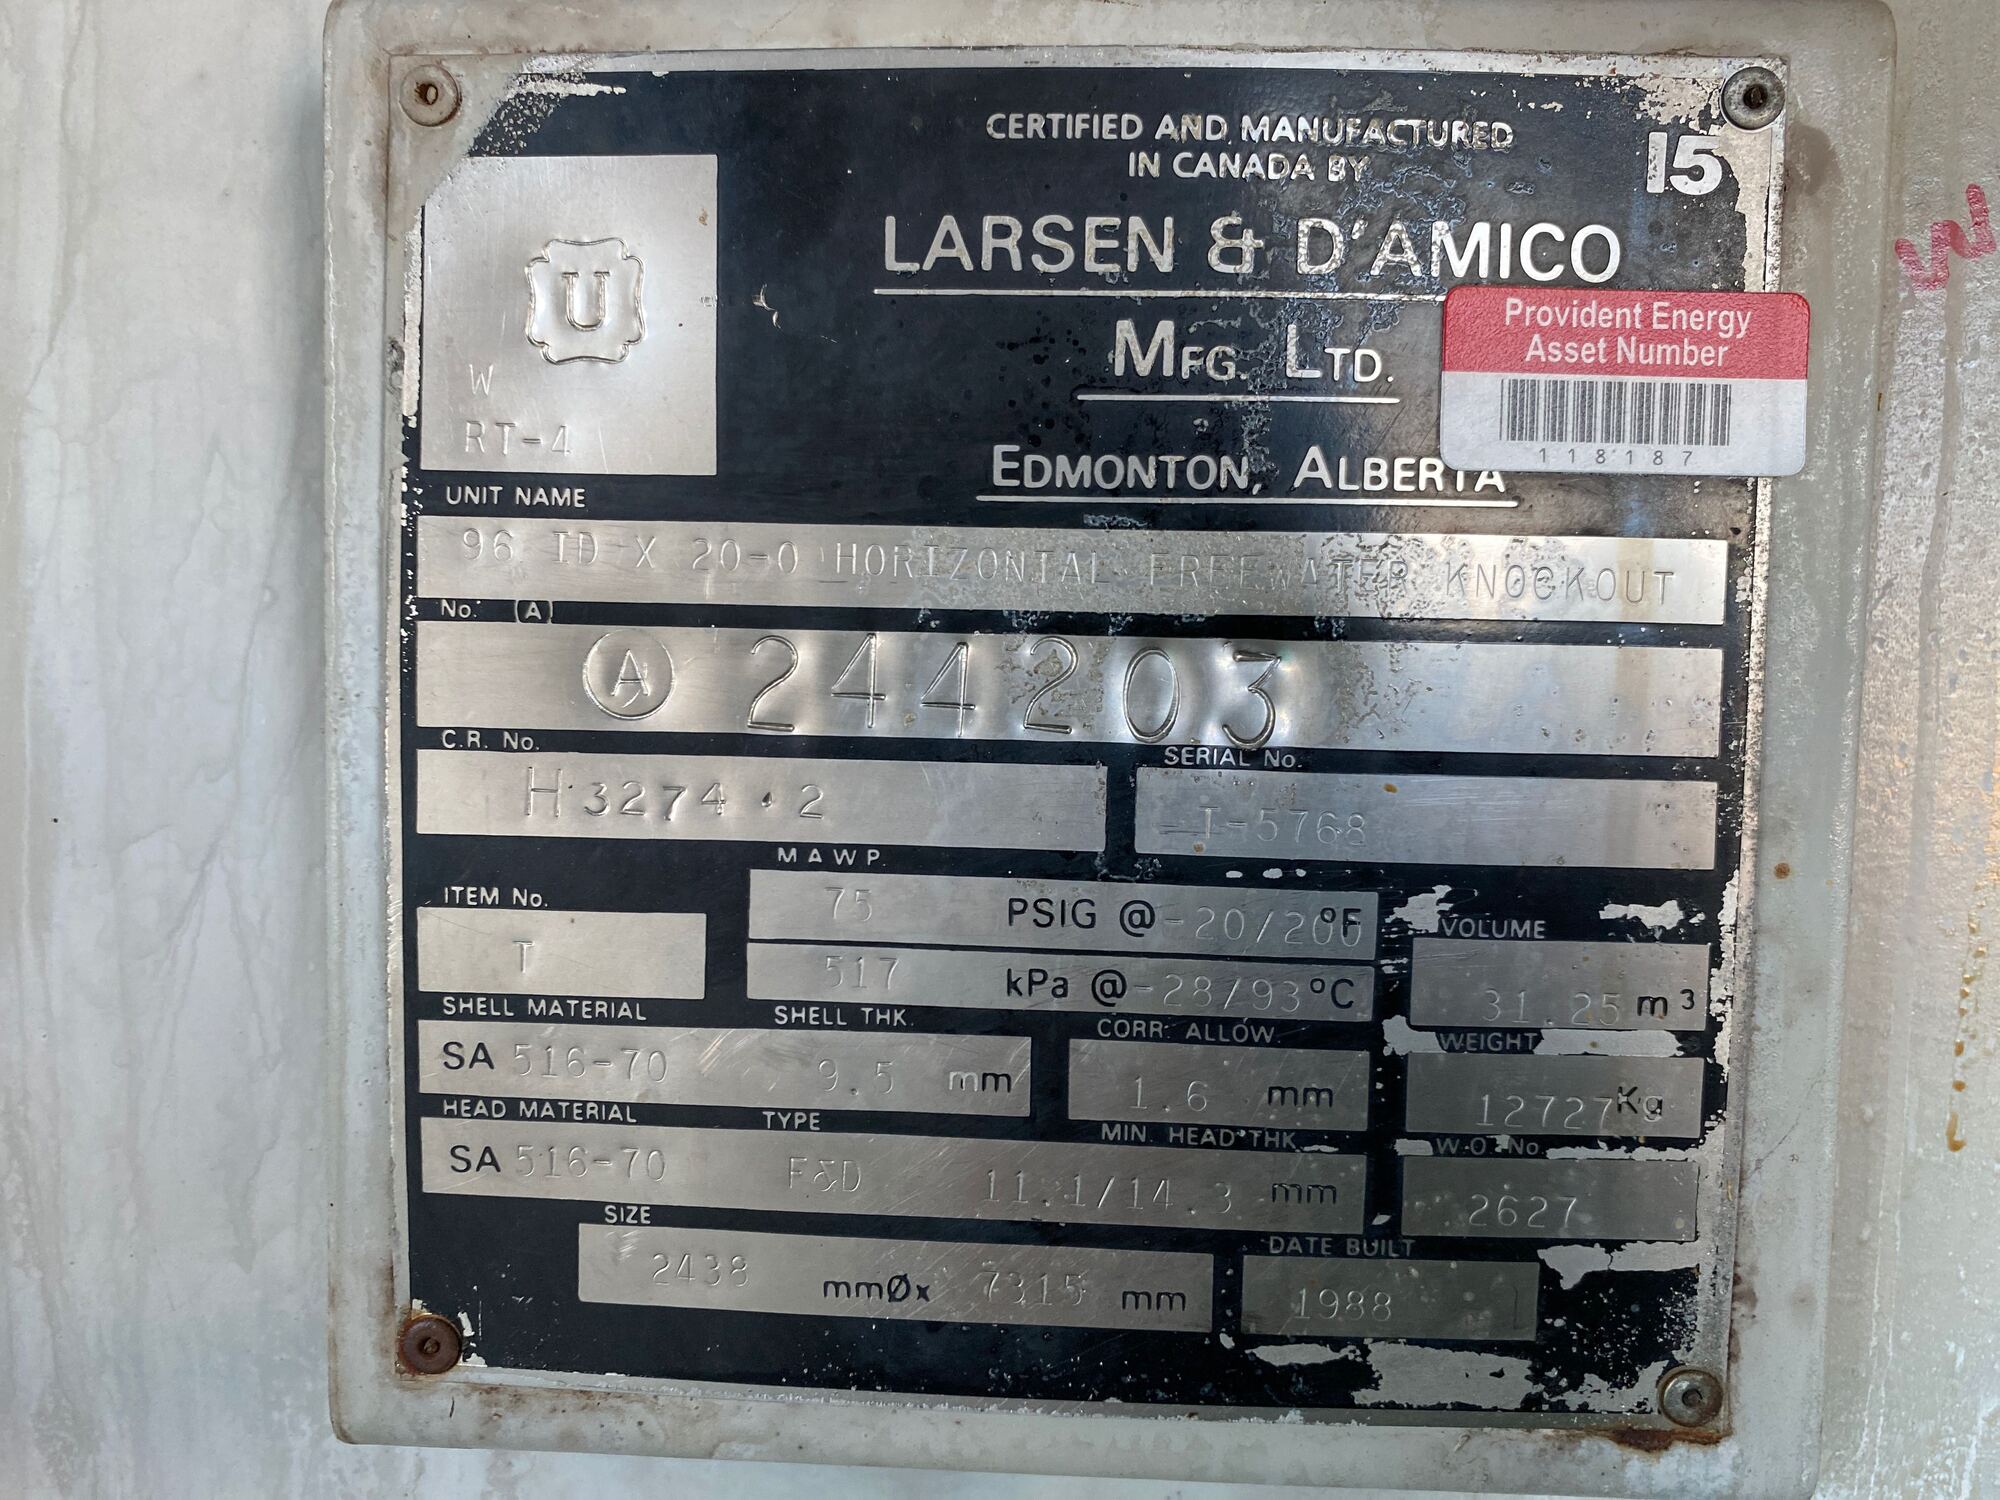 CERTIFIED AND MANUFACTURED
IN CANADA BY
15
LARSEN & D'AMICO
MFG. LTD.
EDMONTON, ALBERTA
Provident Energy
Asset Number
118187
U
W
RT-4
UNIT NAME
96 ID X 20-0 HORIZONTAL FREEWATER KNOCKOUT
No. (A)
A 244203
C.R. No.
SERIAL No.
H 3274.2
T-5768
M A W P.
ITEM No.
75 PSIG @ -20/200 °F
VOLUME
T
517 kPa @ -28/93 °C
31.25 m³
SHELL MATERIAL
SHELL THK.
CORR. ALLOW.
WEIGHT
SA 516-70
9.5 mm
1.6 mm
12727 Kg
HEAD MATERIAL
TYPE
MIN. HEAD THK
W.O. No.
SA 516-70
F&D
11.1/14.3 mm
2627
SIZE
DATE BUILT
2438 mmØx 7315 mm
1988